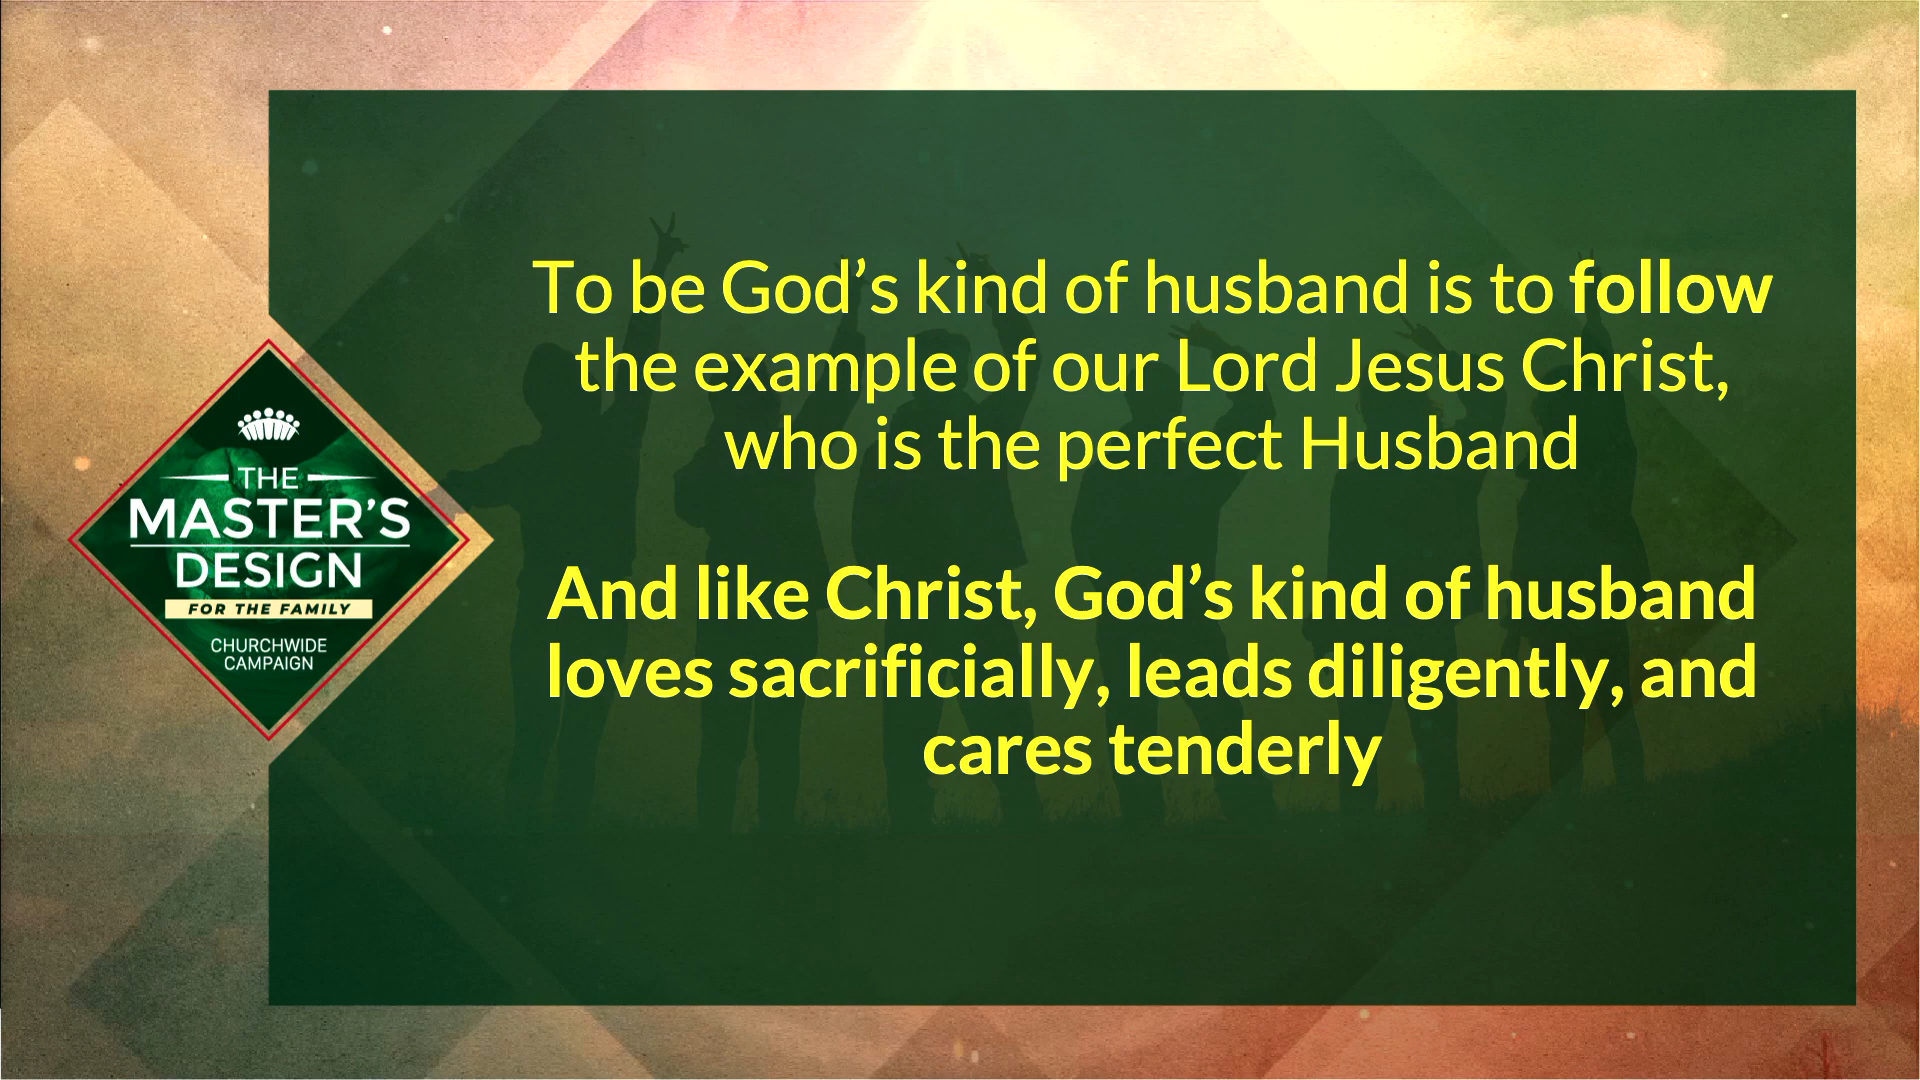 To be God’s kind of husband is to follow
the example of our Lord Jesus Christ,
who is the perfect Husband
And like Christ, God’s kind of husband
loves sacrificially, leads diligently, and
cares tenderly
THE
MASTER’S
DESIGN
FOR THE FAMILY
CHURCHWIDE
CAMPAIGN